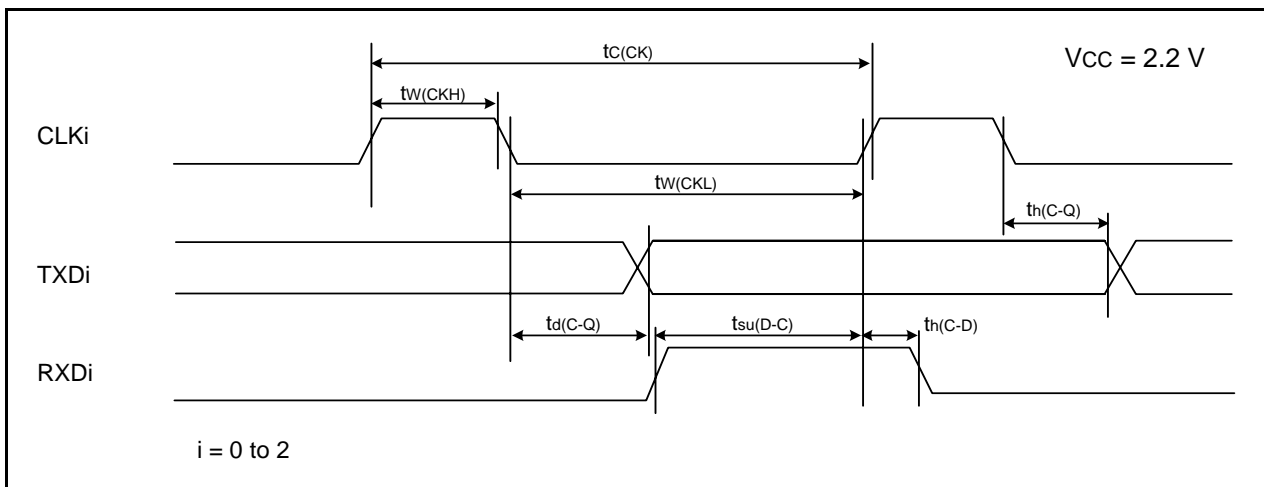 tC(CK)
VCC = 2.2 V
tW(CKH)
CLKi
tW(CKL)
th(C-Q)
TXDi
td(C-Q)
tsu(D-C)
th(C-D)
RXDi
i = 0 to 2